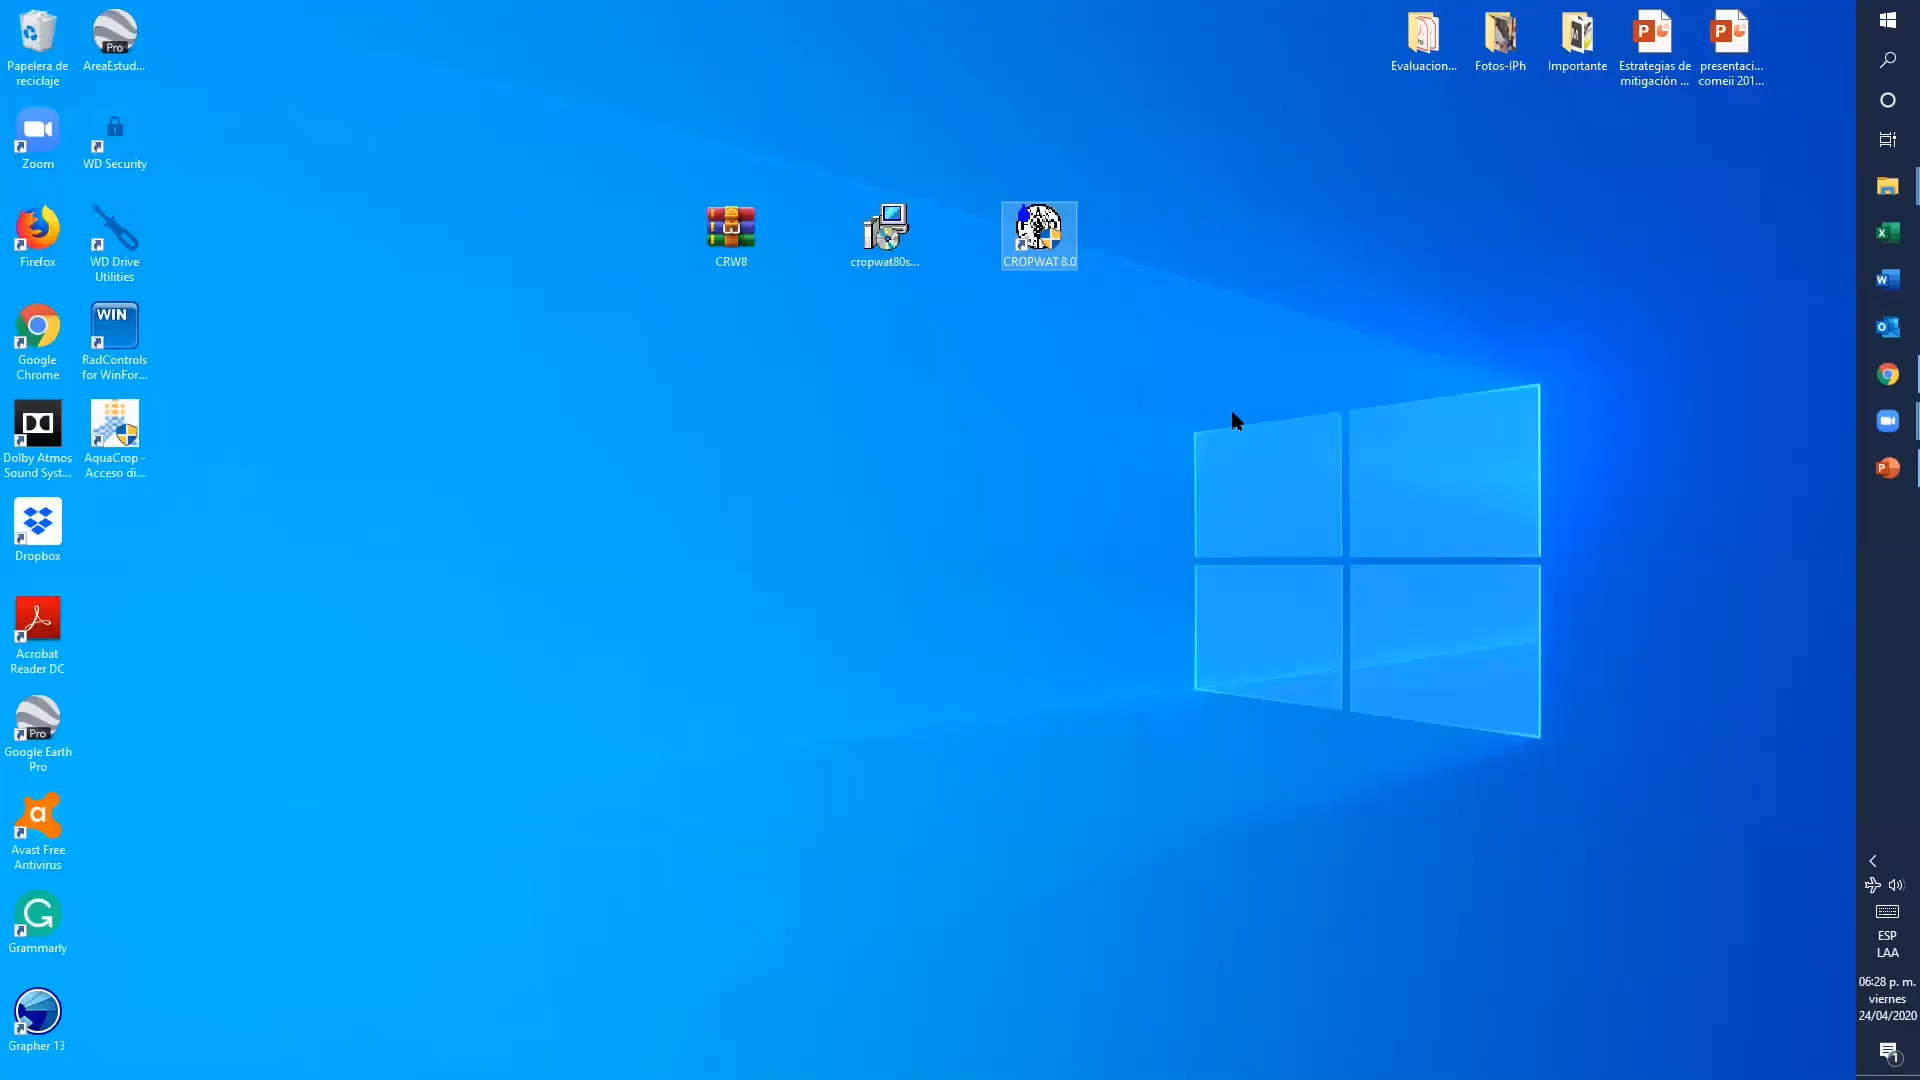 Papelera de
reciclaje
Pro
AreaEstud...
Zoom
WD Security
Firefox
WD Drive
Utilities
Google
Chrome
WIN
RadControls
for WinFor...
Dolby Atmos
Sound Syst...
AquaCrop -
Acceso di...
Dropbox
Acrobat
Reader DC
Pro
Google Earth
Pro
Avast Free
Antivirus
Grammarly
Grapher 13
CRW8
cropwat80s...
CROPWAT 8.0
Evaluacion...
Fotos-IPh
Importante
Estrategias de
mitigación ...
presentaci...
comeii 201...
ESP
LAA
06:28 p. m.
viernes
24/04/2020
1